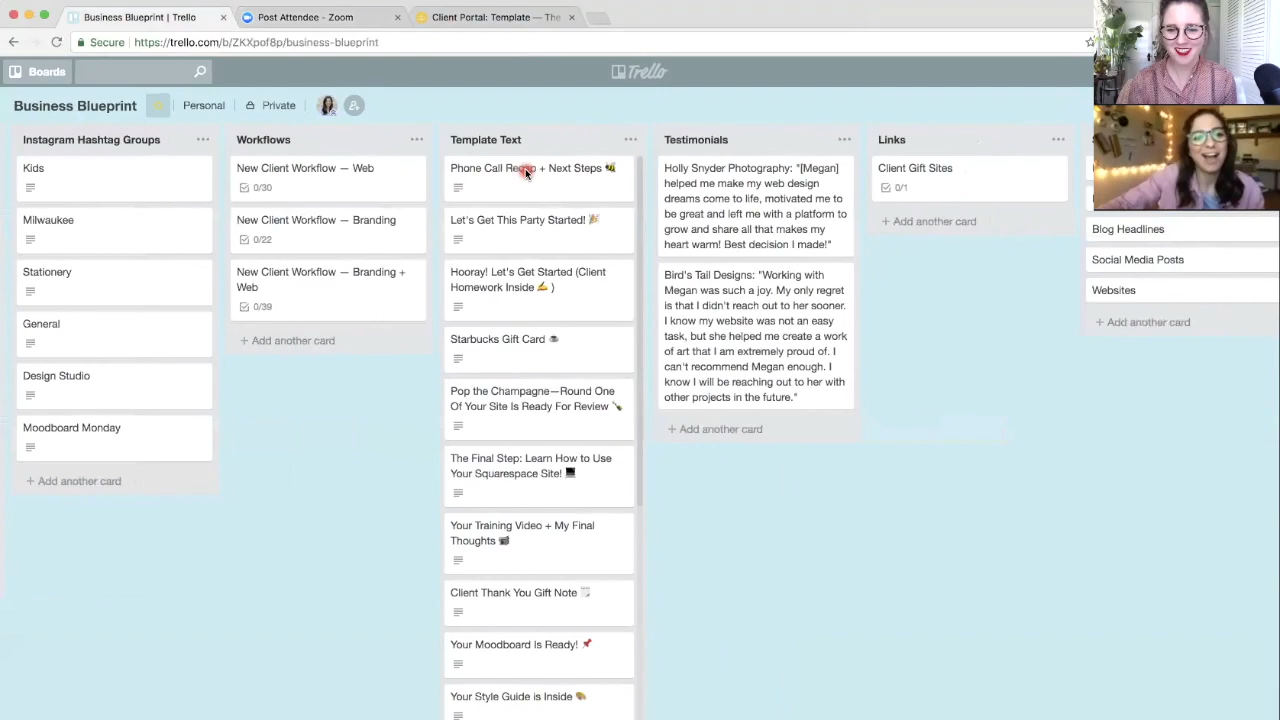 Business Blueprint | Trello
Post Attendee - Zoom
Client Portal: Template — The
Secure
https://trello.com/b/ZKXpof8p/business-blueprint
Boards
Trello
Business Blueprint
Personal
Private
Instagram Hashtag Groups
Kids
Milwaukee
Stationery
General
Design Studio
Moodboard Monday
+ Add another card
Workflows
New Client Workflow — Web
0/30
New Client Workflow — Branding
0/22
New Client Workflow — Branding +
Web
0/39
+ Add another card
Template Text
Phone Call Recap + Next Steps 🐝
Let's Get This Party Started! 🎉
Hooray! Let's Get Started (Client
Homework Inside ✍️ )
Starbucks Gift Card ☕
Pop the Champagne—Round One
Of Your Site Is Ready For Review 🍾
The Final Step: Learn How to Use
Your Squarespace Site! 💻
Your Training Video + My Final
Thoughts 📹
Client Thank You Gift Note 🗒️
Your Moodboard Is Ready! 📌
Your Style Guide is Inside 🎨
Testimonials
Holly Snyder Photography: "[Megan]
helped me make my web design
dreams come to life, motivated me to
be great and left me with a platform to
grow and share all that makes my
heart warm! Best decision I made!"
Bird's Tail Designs: "Working with
Megan was such a joy. My only regret
is that I didn't reach out to her sooner.
I know my website was not an easy
task, but she helped me create a work
of art that I am extremely proud of. I
can't recommend Megan enough. I
know I will be reaching out to her with
other projects in the future."
+ Add another card
Links
Client Gift Sites
0/1
+ Add another card
Blog Headlines
Social Media Posts
Websites
+ Add another card